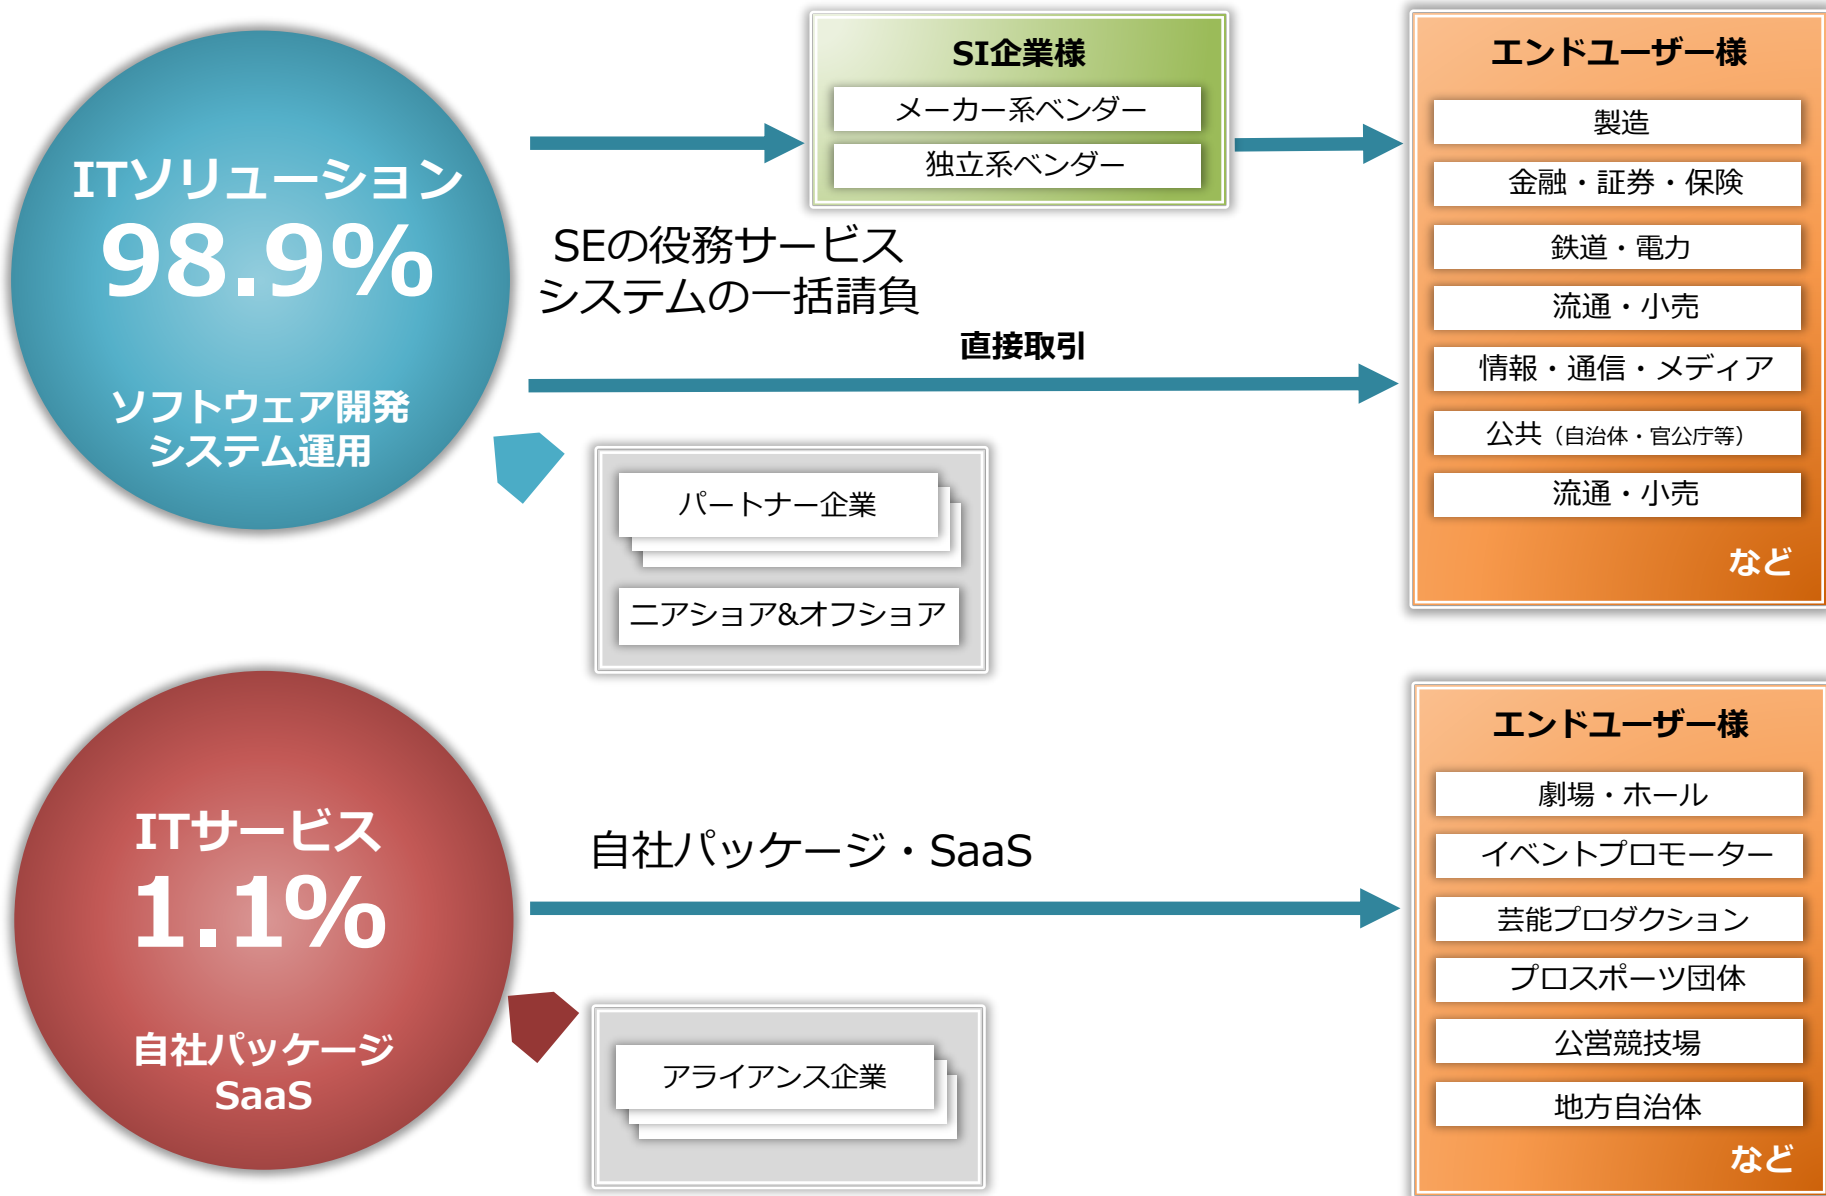 ITソリューション
98.9%
ソフトウェア開発
システム運用
SI企業様
メーカー系ベンダー
独立系ベンダー
SEの役務サービス
システムの一括請負
直接取引
パートナー企業
ニアショア&オフショア
エンドユーザー様
製造
金融・証券・保険
鉄道・電力
流通・小売
情報・通信・メディア
公共（自治体・官公庁等）
流通・小売
など
ITサービス
1.1%
自社パッケージ
SaaS
自社パッケージ・SaaS
アライアンス企業
エンドユーザー様
劇場・ホール
イベントプロモーター
芸能プロダクション
プロスポーツ団体
公営競技場
地方自治体
など